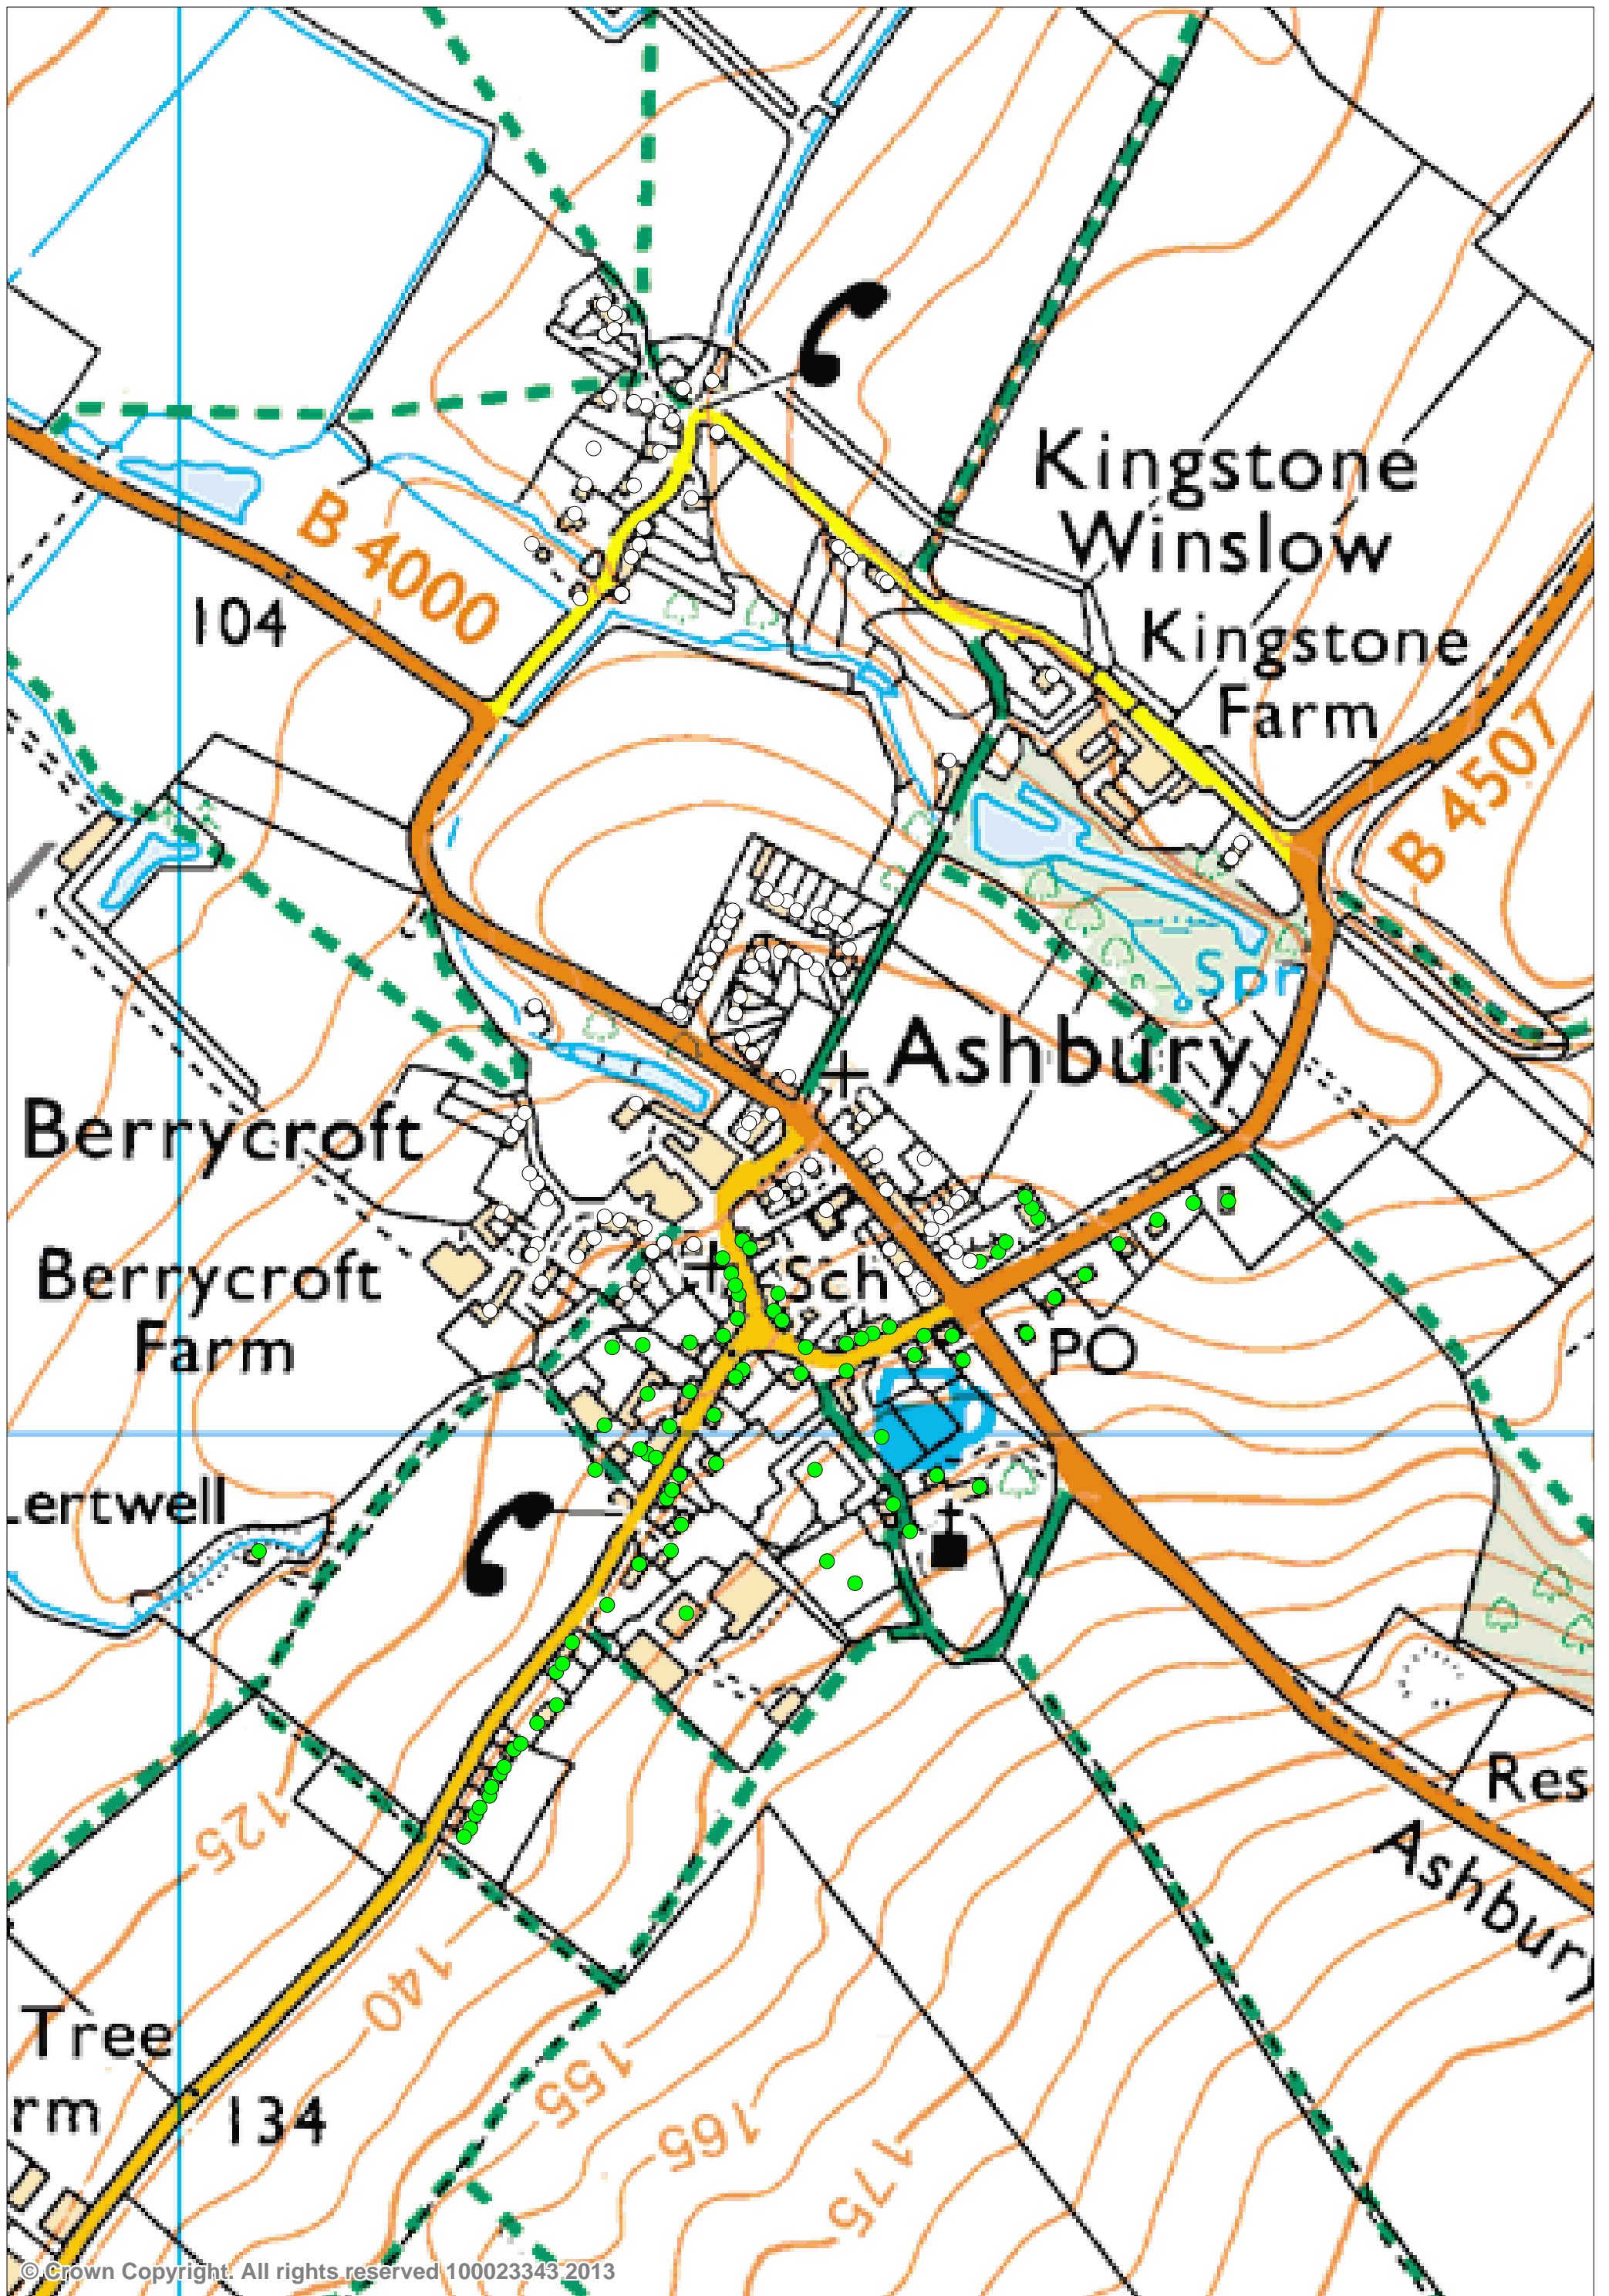 Kingstone
Winslow
B 4000
104
Kingstone
Farm
B 4507
Spr
Ashbury
Berrycroft
Sch
Berrycroft
Farm
PO
Lertwell
Res
125
Ashbury
140
Tree
rm
134
155
165
175
© Crown Copyright. All rights reserved 100023343 2013